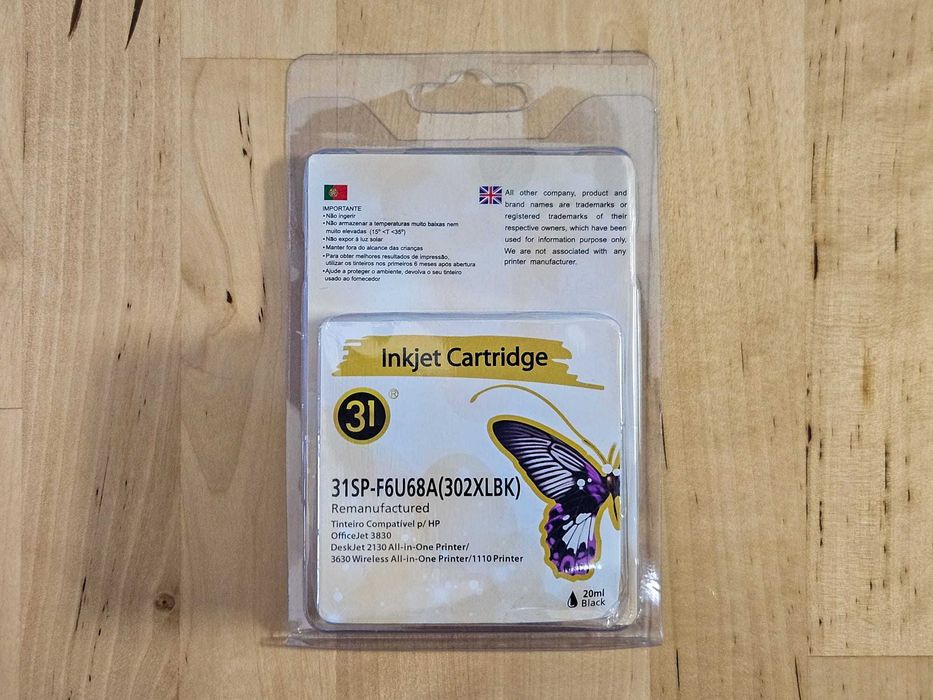 IMPORTANTE
• Não ingerir
• Não armazenar a temperaturas muito baixas nem
muito elevadas (15º <T <35º)
• Não expor à luz solar
• Manter fora do alcance das crianças
• Para obter melhores resultados de impressão,
utilizar os tinteiros nos primeiros 6 meses após abertura
• Ajude a proteger o ambiente, devolva o seu tinteiro
usado ao fornecedor
All other company, product and
brand names are trademarks or
registered trademarks of their
respective owners, which have been
used for information purpose only.
We are not associated with any
printer manufacturer.
Inkjet Cartridge
31®
31SP-F6U68A(302XLBK)
Remanufactured
Tinteiro Compatível p/ HP
OfficeJet 3830
DeskJet 2130 All-in-One Printer/
3630 Wireless All-in-One Printer/1110 Printer
20ml
Black